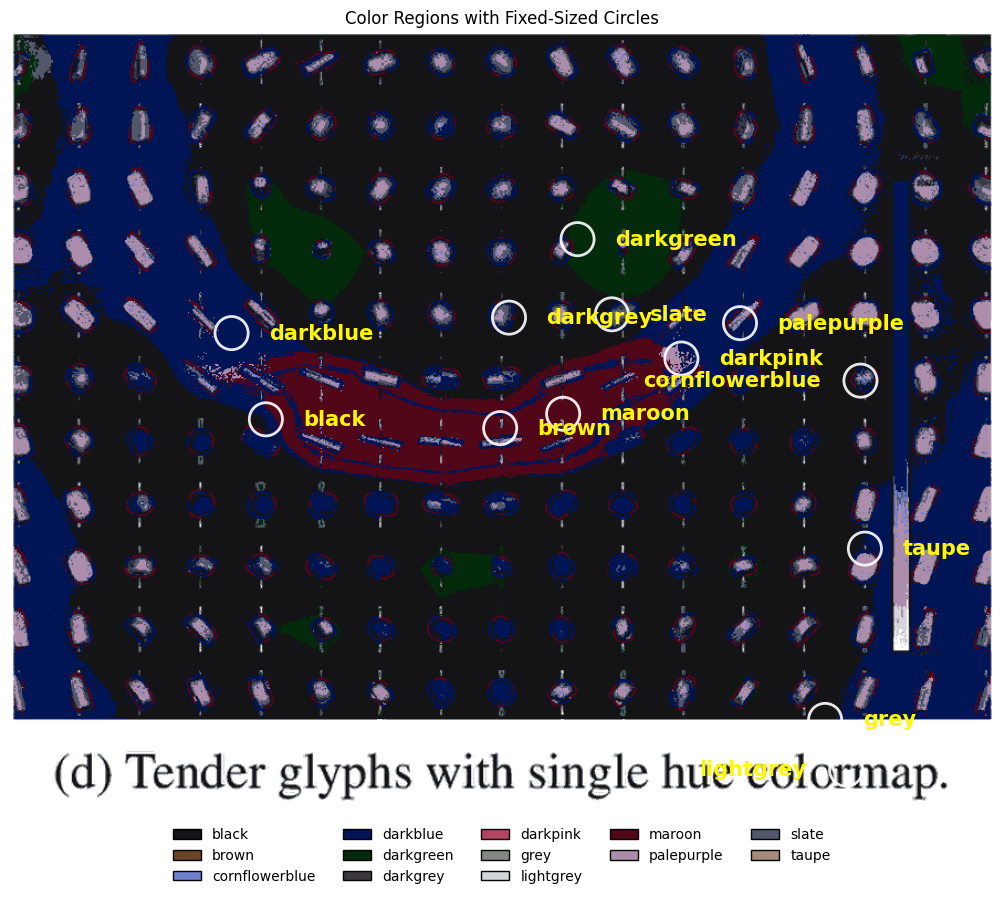 Color Regions with Fixed-Sized Circles
darkgreen
darkgrey
slate
palepurple
darkblue
darkpink
cornflowerblue
black
maroon
brown
taupe
grey
lightgrey
(d) Tender glyphs with single hue colormap.
black darkblue darkpink maroon slate
brown darkgreen grey palepurple taupe
cornflowerblue darkgrey lightgrey